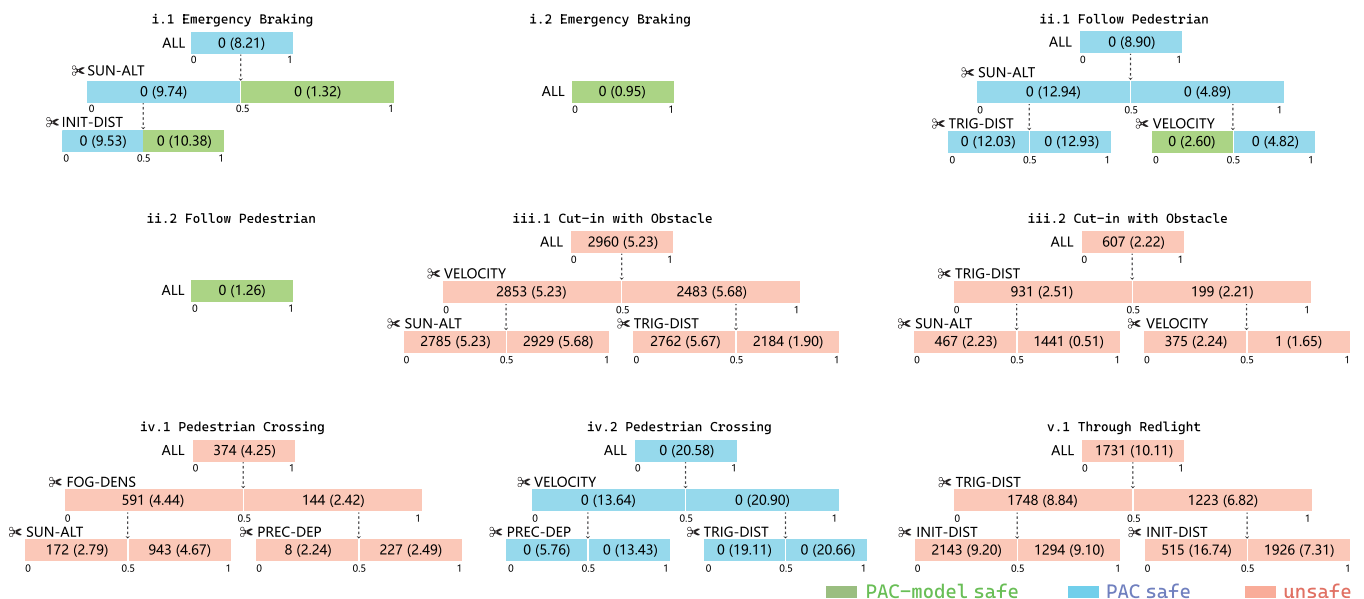 i.1 Emergency Braking
ALL 0 (8.21)
0 1
SUN-ALT
0 (9.74) 0 (1.32)
0 0.5 1
INIT-DIST
0 (9.53) 0 (10.38)
0 0.5 1
i.2 Emergency Braking
ALL 0 (0.95)
0 1
ii.1 Follow Pedestrian
ALL 0 (8.90)
0 1
SUN-ALT
0 (12.94) 0 (4.89)
0 0.5 1
TRIG-DIST VELOCITY
0 (12.03) 0 (12.93) 0 (2.60) 0 (4.82)
0 0.5 1 0 0.5 1
ii.2 Follow Pedestrian
ALL 0 (1.26)
0 1
iii.1 Cut-in with Obstacle
ALL 2960 (5.23)
0 1
VELOCITY
2853 (5.23) 2483 (5.68)
0 0.5 1
SUN-ALT TRIG-DIST
2785 (5.23) 2929 (5.68) 2762 (5.67) 2184 (1.90)
0 0.5 1 0 0.5 1
iii.2 Cut-in with Obstacle
ALL 607 (2.22)
0 1
TRIG-DIST
931 (2.51) 199 (2.21)
0 0.5 1
SUN-ALT VELOCITY
467 (2.23) 1441 (0.51) 375 (2.24) 1 (1.65)
0 0.5 1 0 0.5 1
iv.1 Pedestrian Crossing
ALL 374 (4.25)
0 1
FOG-DENS
591 (4.44) 144 (2.42)
0 0.5 1
SUN-ALT PREC-DEP
172 (2.79) 943 (4.67) 8 (2.24) 227 (2.49)
0 0.5 1 0 0.5 1
iv.2 Pedestrian Crossing
ALL 0 (20.58)
0 1
VELOCITY
0 (13.64) 0 (20.90)
0 0.5 1
PREC-DEP TRIG-DIST
0 (5.76) 0 (13.43) 0 (19.11) 0 (20.66)
0 0.5 1 0 0.5 1
v.1 Through Redlight
ALL 1731 (10.11)
0 1
TRIG-DIST
1748 (8.84) 1223 (6.82)
0 0.5 1
INIT-DIST INIT-DIST
2143 (9.20) 1294 (9.10) 515 (16.74) 1926 (7.31)
0 0.5 1 0 0.5 1
PAC-model safe PAC safe unsafe